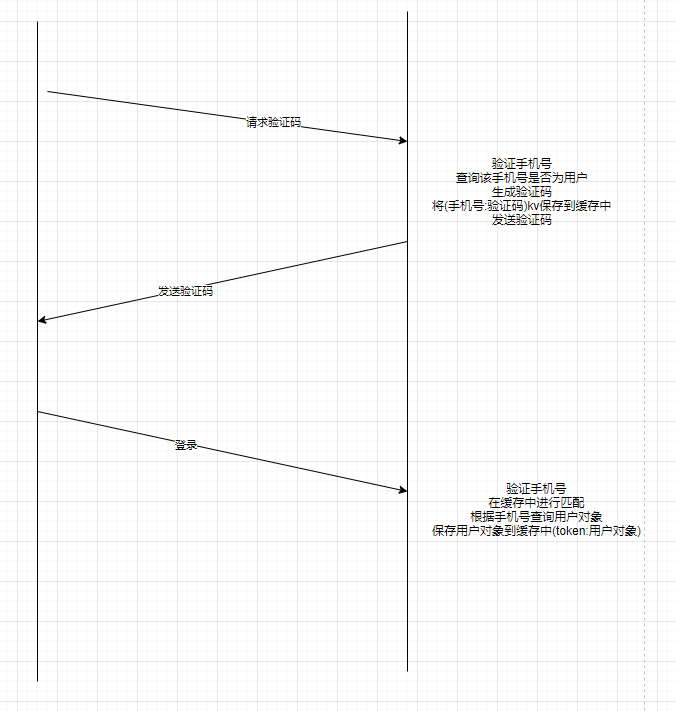 请求验证码
验证手机号
查询该手机号是否为用户
生成验证码
将(手机号:验证码)kv保存到缓存中
发送验证码
发送验证码
登录
验证手机号
在缓存中进行匹配
根据手机号查询用户对象
保存用户对象到缓存中(token:用户对象)